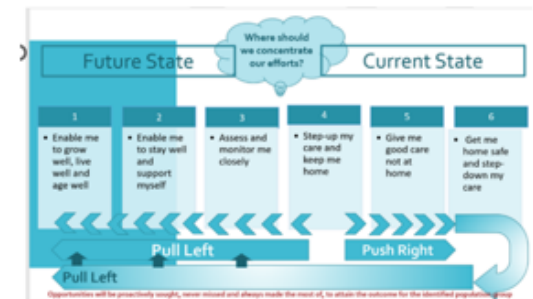 Where should
we concentrate
our efforts?
Future State
Current State
1
2
3
4
5
6
▪ Enable me
to grow
well, live
well and
age well
▪ Enable me
to stay well
and
support
myself
▪ Assess and
monitor me
closely
▪ Step-up my
care and
keep me
home
▪ Give me
good care
not at
home
▪ Get me
home safe
and step-
down my
care
Pull Left
Push Right
Pull Left
Opportunities will be proactively sought, never missed and always made the most of, to attain the outcome for the identified population